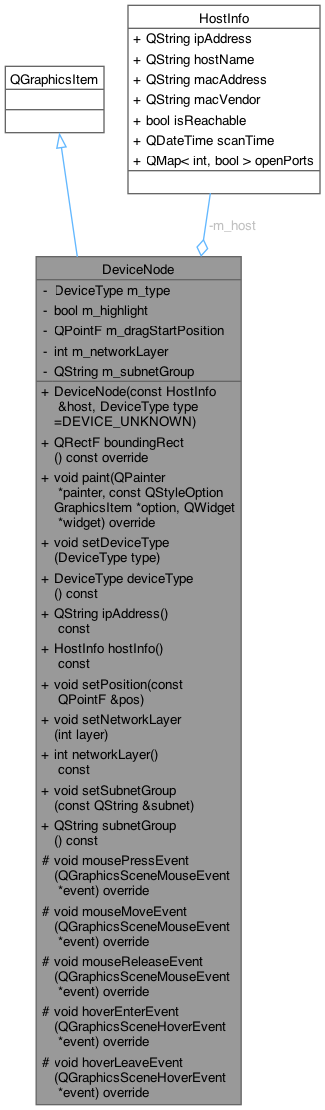 HostInfo
+ QString ipAddress
+ QString hostName
+ QString macAddress
+ QString macVendor
+ bool isReachable
+ QDateTime scanTime
+ QMap< int, bool > openPorts
QGraphicsItem
-m_host
DeviceNode
- DeviceType m_type
- bool m_highlight
- QPointF m_dragStartPosition
- int m_networkLayer
- QString m_subnetGroup
+ DeviceNode(const HostInfo
&host, DeviceType type
=DEVICE_UNKNOWN)
+ QRectF boundingRect
() const override
+ void paint(QPainter
*painter, const QStyleOption
GraphicsItem *option, QWidget
*widget) override
+ void setDeviceType
(DeviceType type)
+ DeviceType deviceType
() const
+ QString ipAddress()
const
+ HostInfo hostInfo()
const
+ void setPosition(const
QPointF &pos)
+ void setNetworkLayer
(int layer)
+ int networkLayer()
const
+ void setSubnetGroup
(const QString &subnet)
+ QString subnetGroup
() const
# void mousePressEvent
(QGraphicsSceneMouseEvent
*event) override
# void mouseMoveEvent
(QGraphicsSceneMouseEvent
*event) override
# void mouseReleaseEvent
(QGraphicsSceneMouseEvent
*event) override
# void hoverEnterEvent
(QGraphicsSceneHoverEvent
*event) override
# void hoverLeaveEvent
(QGraphicsSceneHoverEvent
*event) override